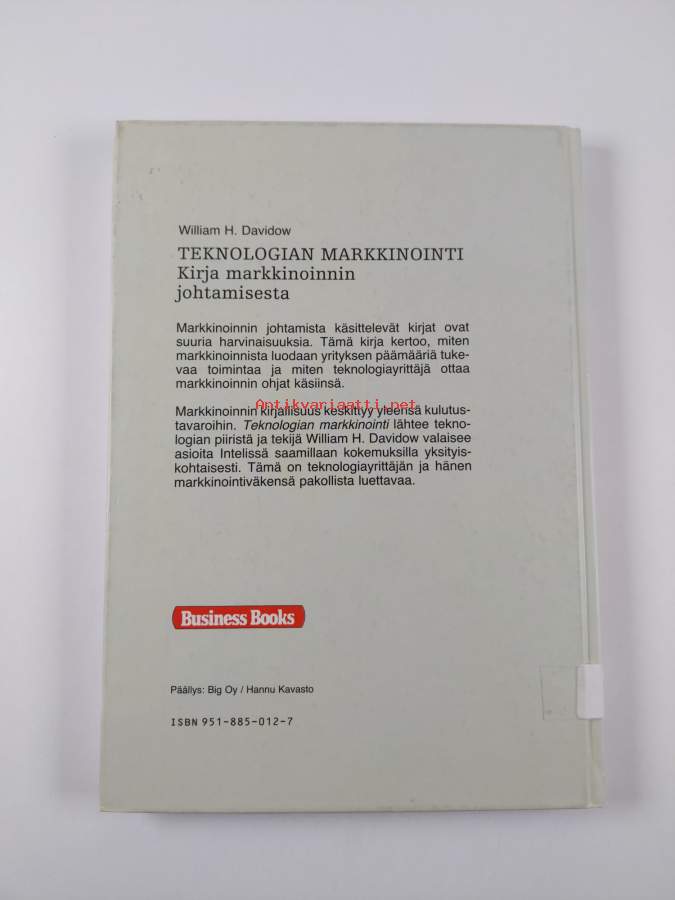 William H. Davidow
TEKNOLOGIAN MARKKINOINTI
Kirja markkinoinnin
johtamisesta
Markkinoinnin johtamista käsittelevät kirjat ovat
suuria harvinaisuuksia. Tämä kirja kertoo, miten
markkinoinnista luodaan yrityksen päämääriä tuke-
vaa toimintaa ja miten teknologiayrittäjä ottaa
markkinoinnin ohjat käsiinsä.
Antikvariaatti.net
Markkinoinnin kirjallisuus keskittyy yleensä kulutus-
tavaroihin. Teknologian markkinointi lähtee tekno-
logian piiristä ja tekijä William H. Davidow valaisee
asioita Intelissä saamillaan kokemuksilla yksityis-
kohtaisesti. Tämä on teknologiayrittäjän ja hänen
markkinointiväkensä pakollista luettavaa.
Business Books
Päällys: Big Oy / Hannu Kavasto
ISBN 951-885-012-7